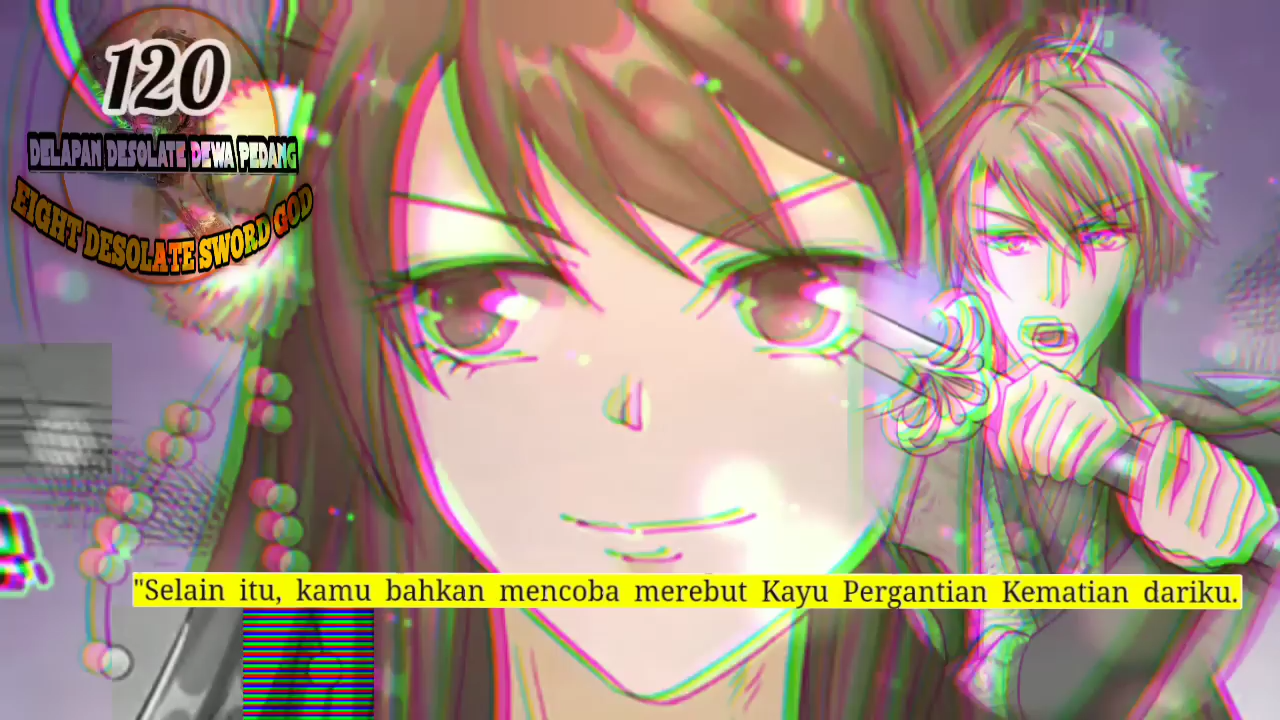 120
DELAPAN DESOLATE DEWA PEDANG
EIGHT DESOLATE SWORD GOD
"Selain itu, kamu bahkan mencoba merebut Kayu Pergantian Kematian dariku.